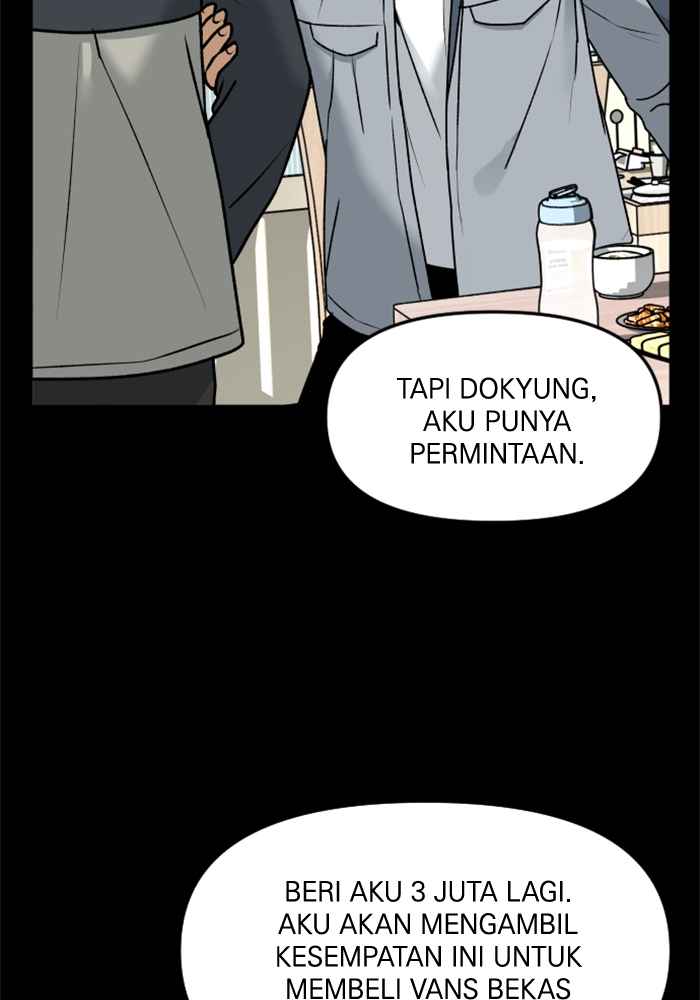 TAPI DOKYUNG,
AKU PUNYA
PERMINTAAN.
BERI AKU 3 JUTA LAGI.
AKU AKAN MENGAMBIL
KESEMPATAN INI UNTUK
MEMBELI VANS BEKAS